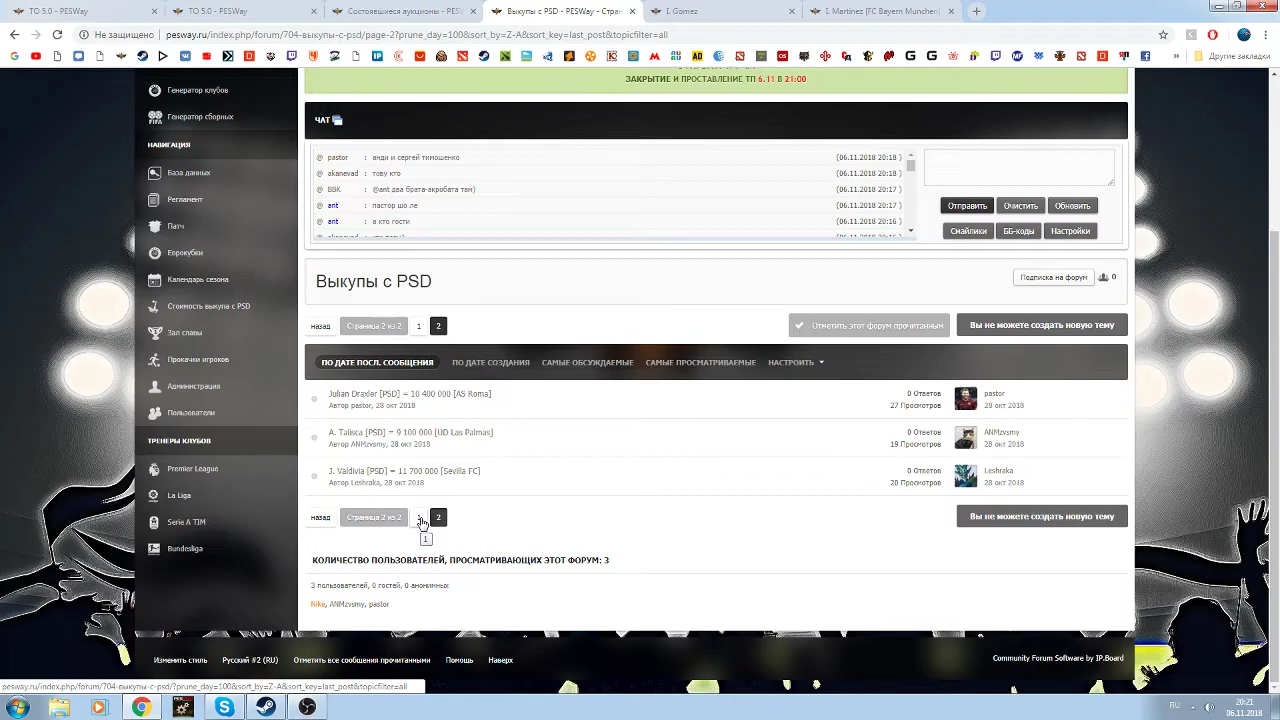 TO 5.0 - PESWay
TO 5.0 - PESWay
Состоявшиеся аукционы - PES
Выкупы с PSD - PESWay - Стран
I. Gomez
I. Martinez [FC Bayern Munchen]
Не защищено
pesway.ru/index.php/forum/704-выкупы-с-psd/page-2?prune_day=100&sort_by=Z-A&sort_key=last_post&topicfilter=all
Другие закладки
ЗАКРЫТИЕ И ПРОСТАВЛЕНИЕ ТП 6.11 В 21:00
Генератор клубов
Генератор сборных
НАВИГАЦИЯ
База данных
Регламент
Патч
Еврокубки
Календарь сезона
Стоимость выкупа с PSD
Зал славы
Прокачки игроков
Администрация
Пользователи
ТРЕНЕРЫ КЛУБОВ
Premier League
La Liga
Serie A TIM
Bundesliga
ЧАТ
@ pastor : анди и сергей тимошенко (06.11.2018 20:18 )
@ akanevad : тову кто (06.11.2018 20:18 )
@ BBK : @ant два брата-акробата там) (06.11.2018 20:17 )
@ ant : пастор шо ле (06.11.2018 20:17 )
@ ant : а кто гости (06.11.2018 20:16 )
Отправить Очистить Обновить
Смайлики ББ-коды Настройки
Выкупы с PSD
Подписка на форум 0
назад Страница 2 из 2 1 2
Отметить этот форум прочитанным
Вы не можете создать новую тему
ПО ДАТЕ ПОСЛ. СООБЩЕНИЯ ПО ДАТЕ СОЗДАНИЯ САМЫЕ ОБСУЖДАЕМЫЕ САМЫЕ ПРОСМАТРИВАЕМЫЕ НАСТРОИТЬ
Julian Draxler [PSD] = 10 400 000 [AS Roma] 0 Ответов pastor
Автор pastor, 28 окт 2018 27 Просмотров 28 окт 2018
A. Talisca [PSD] = 9 100 000 [UD Las Palmas] 0 Ответов ANMzvsmy
Автор ANMzvsmy, 28 окт 2018 19 Просмотров 28 окт 2018
J. Valdivia [PSD] = 11 700 000 [Sevilla FC] 0 Ответов Leshraka
Автор Leshraka, 28 окт 2018 20 Просмотров 28 окт 2018
назад Страница 2 из 2 1 2
Вы не можете создать новую тему
1
КОЛИЧЕСТВО ПОЛЬЗОВАТЕЛЕЙ, ПРОСМАТРИВАЮЩИХ ЭТОТ ФОРУМ: 3
3 пользователей, 0 гостей, 0 анонимных
Nike, ANMzvsmy, pastor
Изменить стиль Русский #2 (RU) Отметить все сообщения прочитанными Помощь Наверх
Community Forum Software by IP.Board
pesway.ru/index.php/forum/704-выкупы-с-psd/?prune_day=100&sort_by=Z-A&sort_key=last_post&topicfilter=all
RU
20:21
06.11.2018